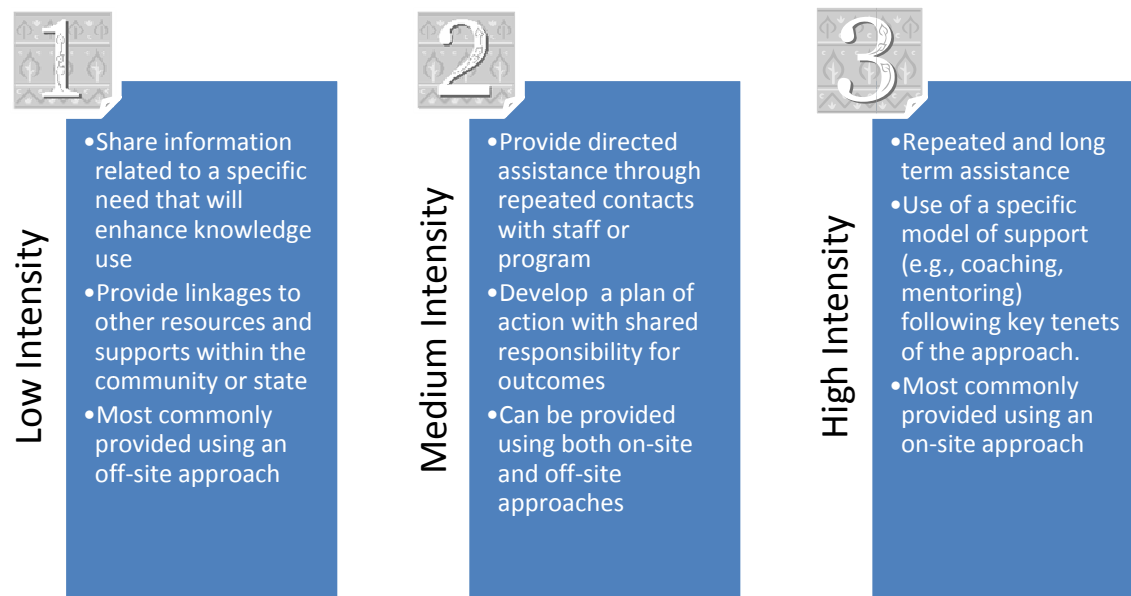 1
Low Intensity
•Share information
related to a specific
need that will
enhance knowledge
use
•Provide linkages to
other resources and
supports within the
community or state
•Most commonly
provided using an
off-site approach
2
Medium Intensity
•Provide directed
assistance through
repeated contacts
with staff or
program
•Develop  a plan of
action with shared
responsibility for
outcomes
•Can be provided
using both on-site
and off-site
approaches
3
High Intensity
•Repeated and long
term assistance
•Use of a specific
model of support
(e.g., coaching,
mentoring)
following key tenets
of the approach.
•Most commonly
provided using an
on-site approach